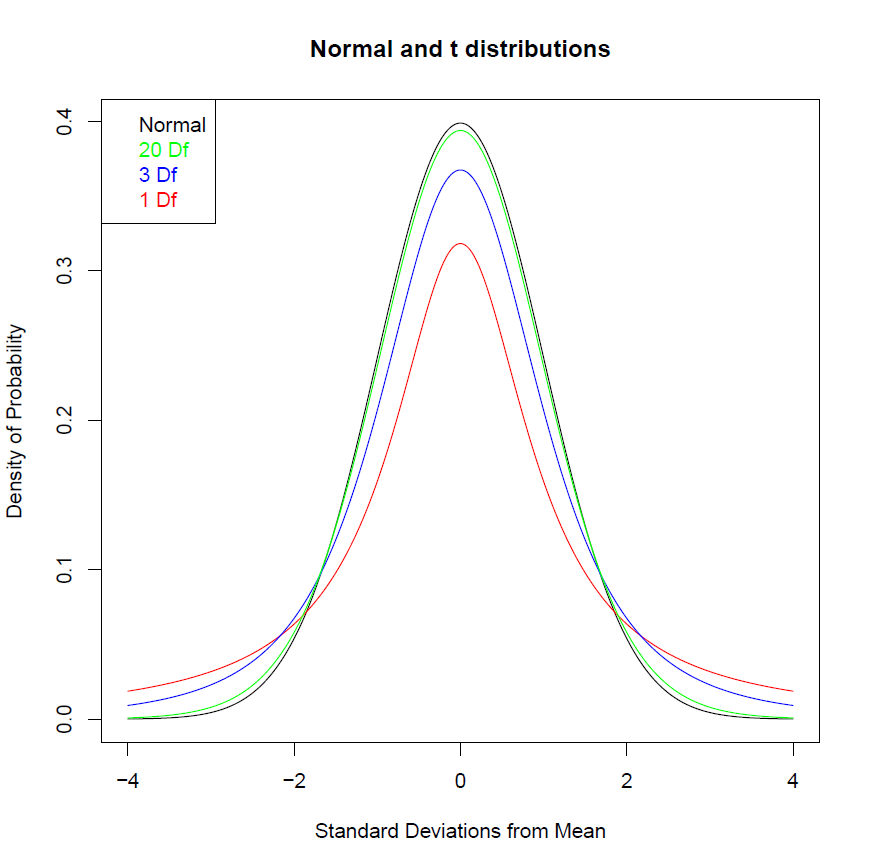 Normal and t distributions
Normal
20 Df
3 Df
1 Df
0.4
0.3
0.2
0.1
0.0
Density of Probability
−4
−2
0
2
4
Standard Deviations from Mean